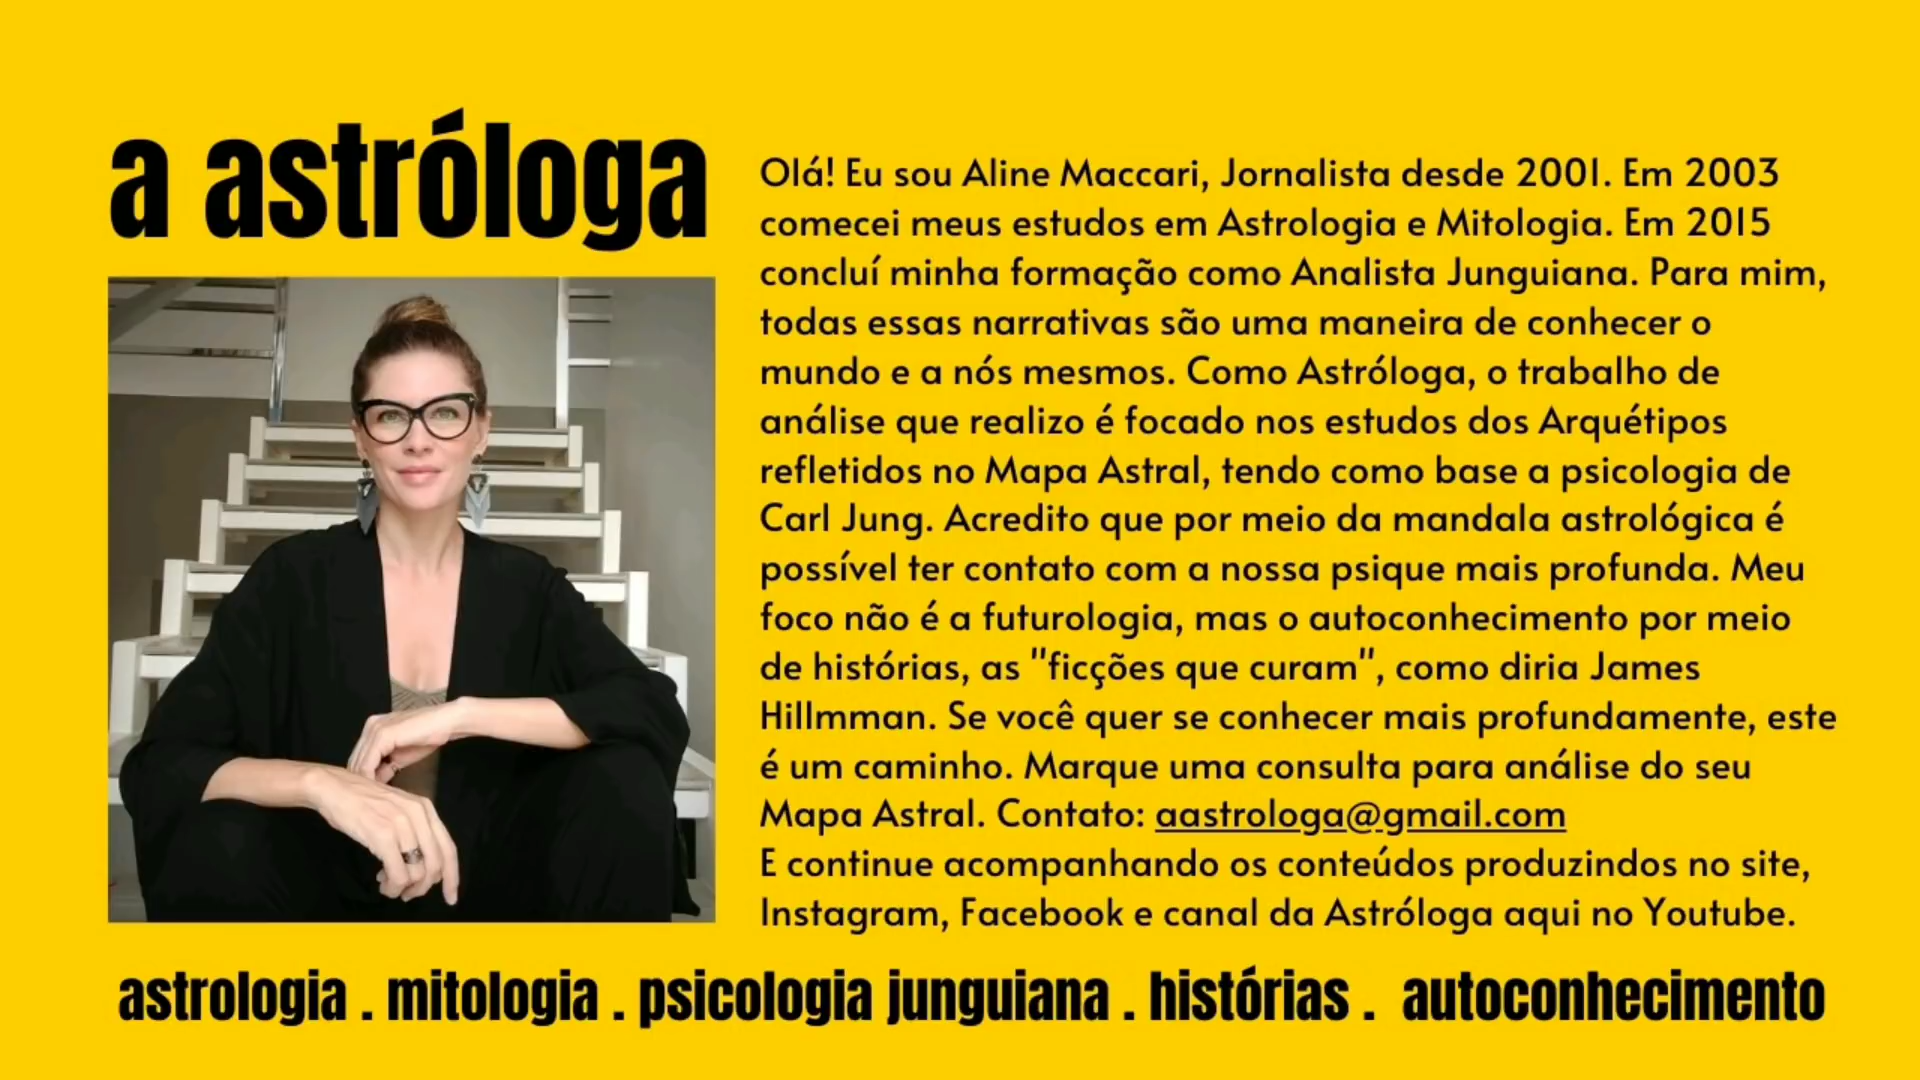 a astróloga
Olá! Eu sou Aline Maccari, Jornalista desde 2001. Em 2003
comecei meus estudos em Astrologia e Mitologia. Em 2015
concluí minha formação como Analista Junguiana. Para mim,
todas essas narrativas são uma maneira de conhecer o
mundo e a nós mesmos. Como Astróloga, o trabalho de
análise que realizo é focado nos estudos dos Arquétipos
refletidos no Mapa Astral, tendo como base a psicologia de
Carl Jung. Acredito que por meio da mandala astrológica é
possível ter contato com a nossa psique mais profunda. Meu
foco não é a futurologia, mas o autoconhecimento por meio
de histórias, as "ficções que curam", como diria James
Hillmman. Se você quer se conhecer mais profundamente, este
é um caminho. Marque uma consulta para análise do seu
Mapa Astral. Contato: aastrologa@gmail.com
E continue acompanhando os conteúdos produzindos no site,
Instagram, Facebook e canal da Astróloga aqui no Youtube.
astrologia . mitologia . psicologia junguiana . histórias . autoconhecimento